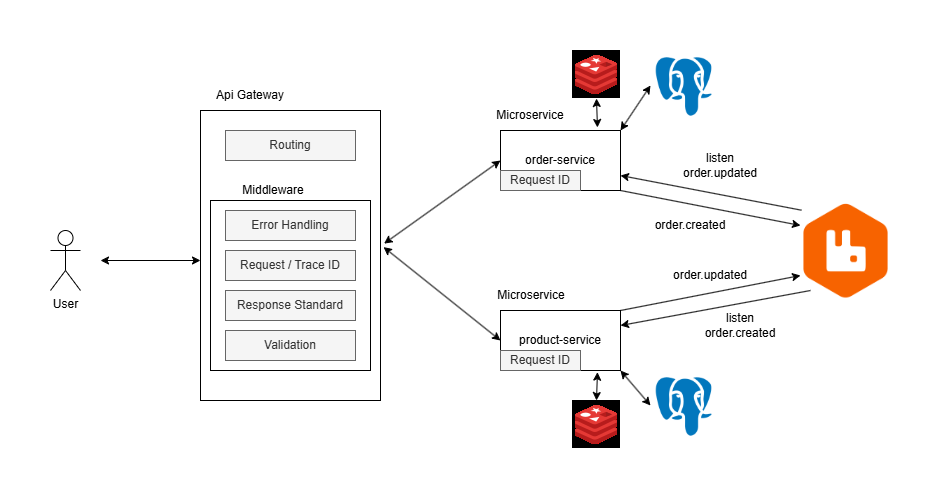 Api Gateway
Routing
Middleware
Error Handling
Request / Trace ID
Response Standard
Validation
User
Microservice
order-service
Request ID
listen
order.updated
order.created
Microservice
product-service
Request ID
order.updated
listen
order.created